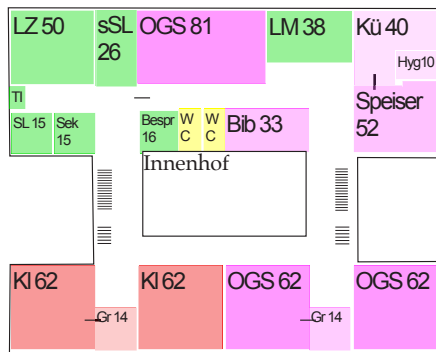 LZ 50
sSL
26
OGS 81
LM 38
Kü 40
Hyg10
TI
SL 15
Sek
15
Bespr
16
W
C
W
C
Bib 33
Speiser
52
Innenhof
Kl 62
Gr 14
Kl 62
OGS 62
Gr 14
OGS 62